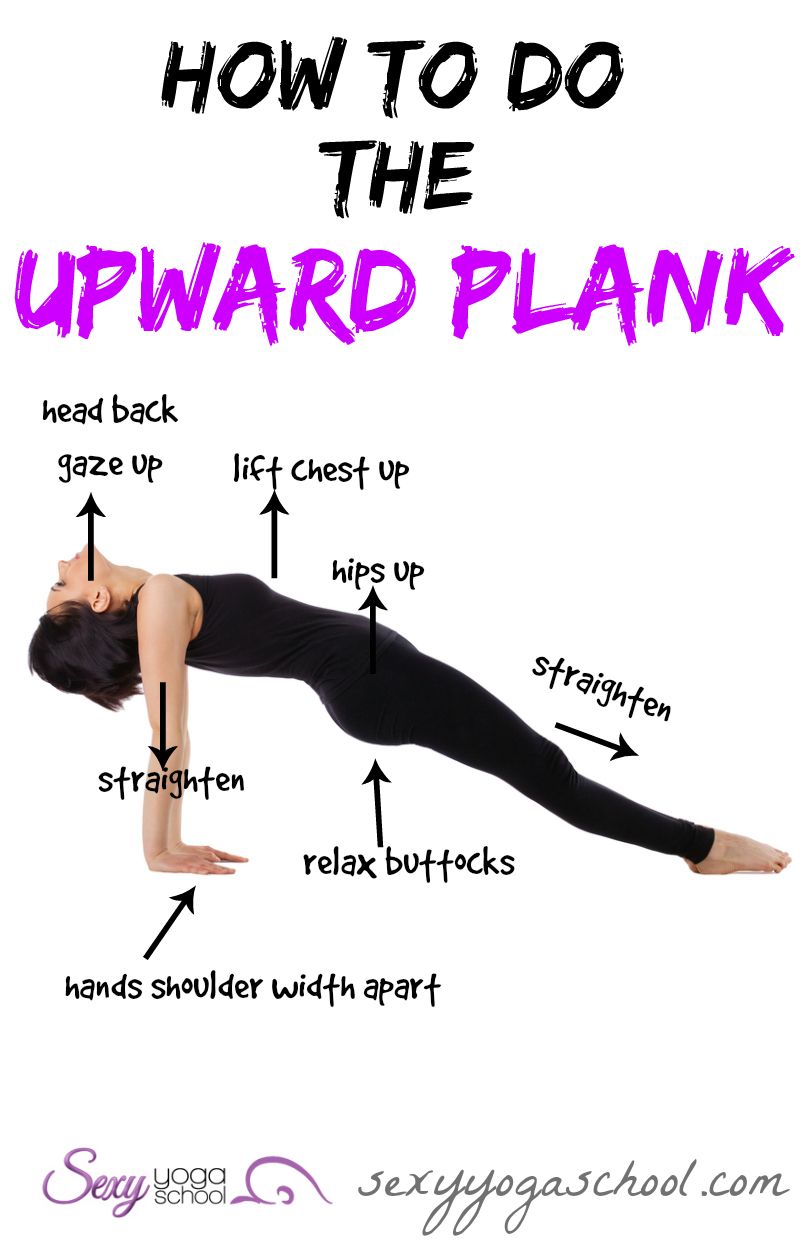 HOW TO DO
THE
UPWARD PLANK
head back
gaze up
lift chest up
hips up
straighten
straighten
relax buttocks
hands shoulder width apart
Sexy yoga school
sexyyogaschool.com